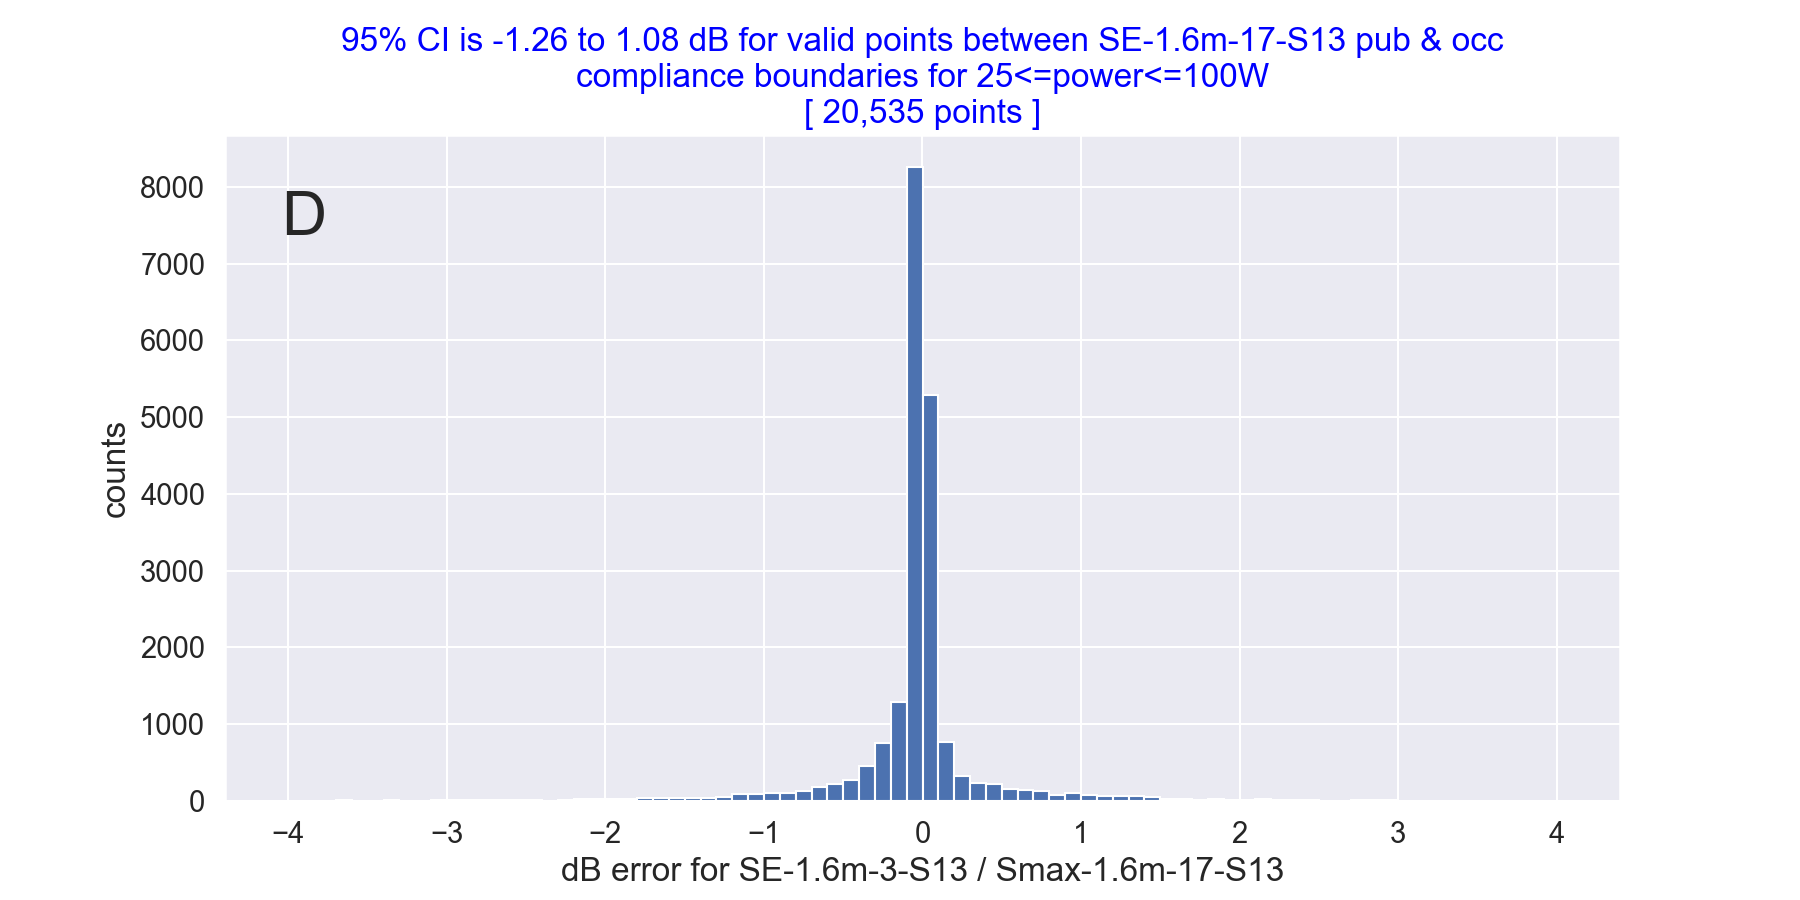 95% CI is -1.26 to 1.08 dB for valid points between SE-1.6m-17-S13 pub & occ
compliance boundaries for 25<=power<=100W
[ 20,535 points ]
D
8000
7000
6000
5000
4000
3000
2000
1000
0
counts
−4 −3 −2 −1 0 1 2 3 4
dB error for SE-1.6m-3-S13 / Smax-1.6m-17-S13